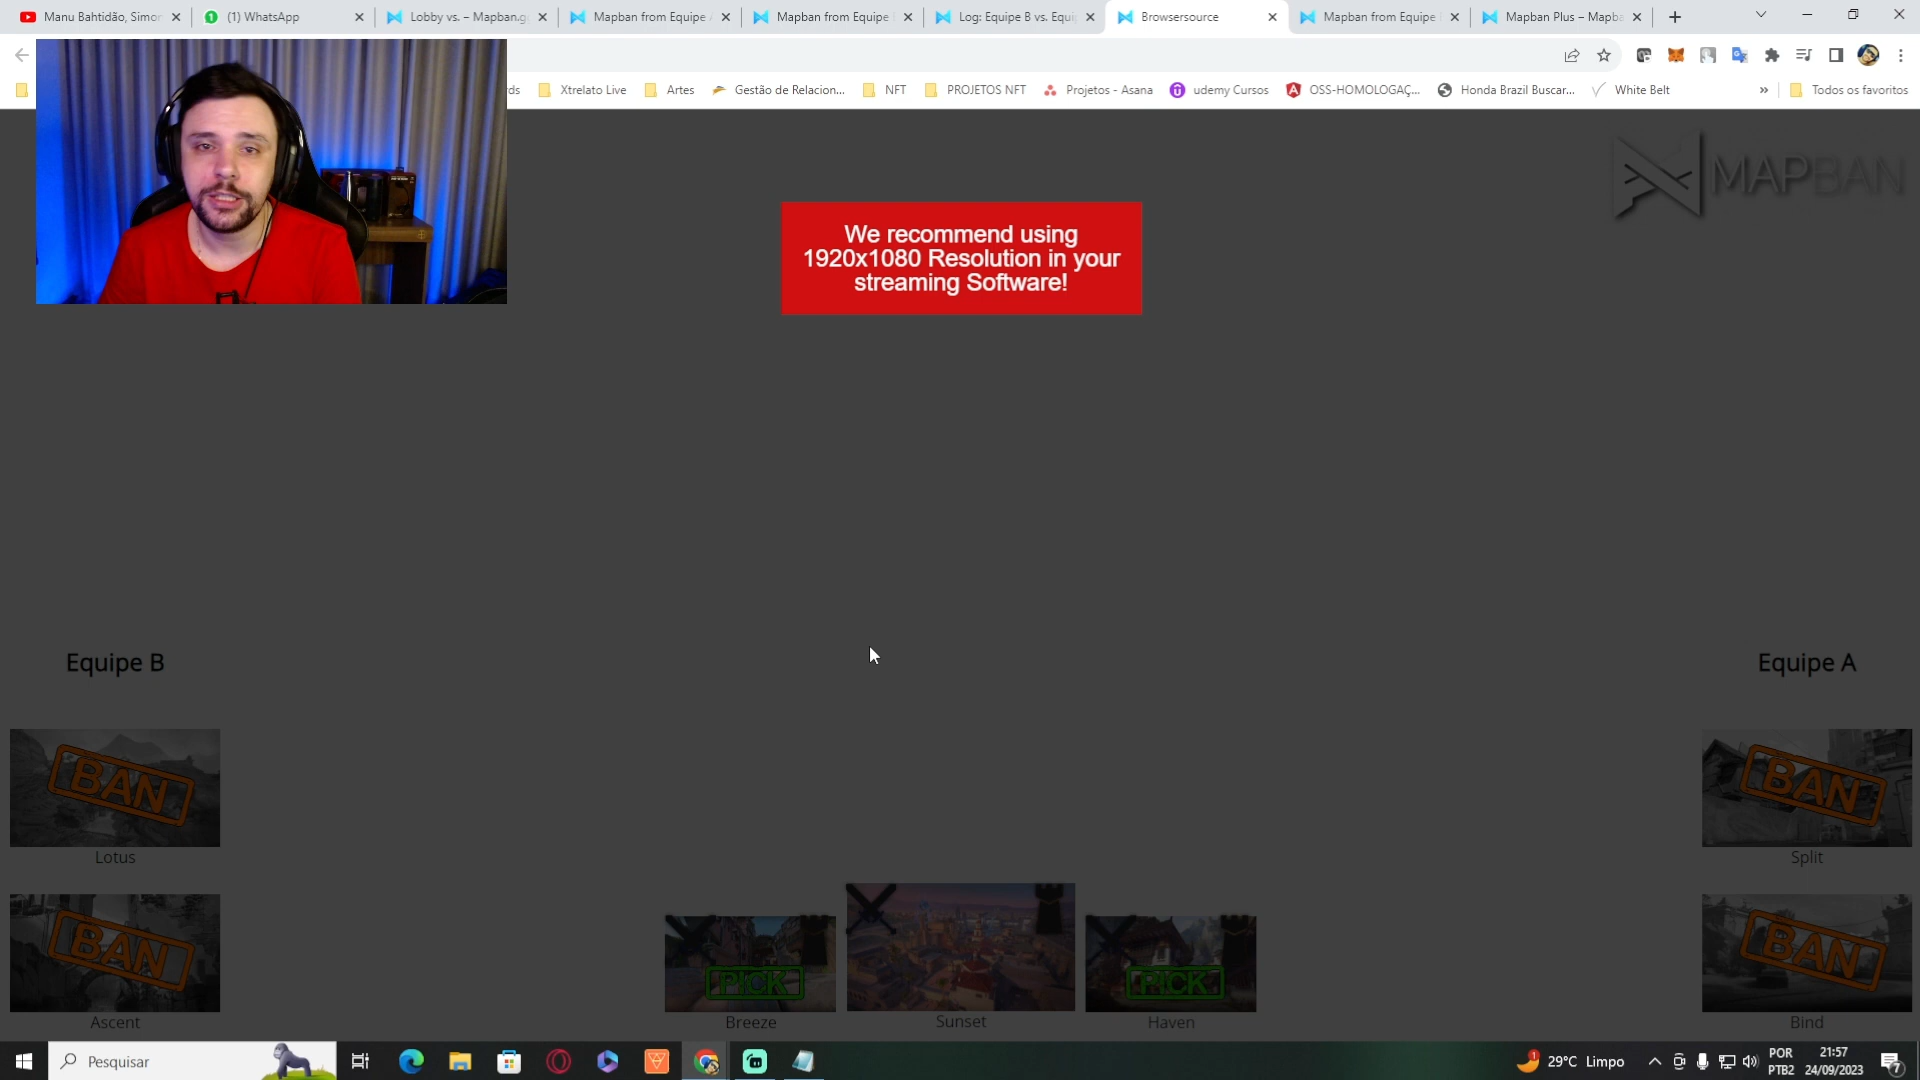 Manu Bahtidão, Simor
(1) WhatsApp
Lobby vs. – Mapban.g
Mapban from Equipe
Mapban from Equipe
Log: Equipe B vs. Equi
Browsersource
Mapban from Equipe
Mapban Plus – Mapba
ds
Xtrelato Live
Artes
Gestão de Relacion...
NFT
PROJETOS NFT
Projetos - Asana
udemy Cursos
OSS-HOMOLOGAÇ...
Honda Brazil Buscar...
White Belt
»
Todos os favoritos
MAPBAN
We recommend using
1920x1080 Resolution in your
streaming Software!
Equipe B
Equipe A
BAN
Lotus
BAN
Split
BAN
Ascent
PICK
Breeze
Sunset
PICK
Haven
BAN
Bind
Pesquisar
1
29°C Limpo
POR
PTB2
21:57
24/09/2023
7